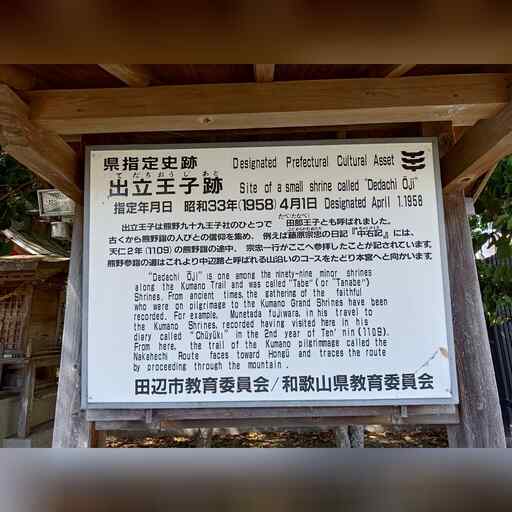 県指定史跡 Designated Prefectural Cultural Asset
でだちおうじ あと
出立王子跡 Site of a small shrine called "Dedachi Ōji"
指定年月日 昭和33年(1958)4月1日 Designated April 1.1958
出立王子は熊野九十九王子社のひとつで 田部王子とも呼ばれました。
古くから熊野詣の人びとの信仰を集め、 例えば藤原宗忠の日記『中右記』には、
天仁2年(1109)の熊野詣の途中、 宗忠一行がここへ参拝したことが記されています。
熊野参詣の道はこれより中辺路と呼ばれる山沿いのコースをたどり本宮へと向かいます。
"Dedachi Ōji" is one among the ninety-nine minor shrines
along the Kumano Trail and was called "Tabe" (or "Tanabe")
Shrines. From ancient times, the gathering of the faithful
who were on pilgrimage to the Kumano Grand Shrines have been
recorded. For example, Munetada fujiwara, in his travel to
the Kumano Shrines, recorded having visited here in his
diary called "Chūyūki" in the 2nd year of Ten' nin (1109).
From here, the trail of the Kumano pilgrimmage called the
Nakahechi Route faces toward Hongū and traces the route
by proceeding through the mountain.
田辺市教育委員会/和歌山県教育委員会